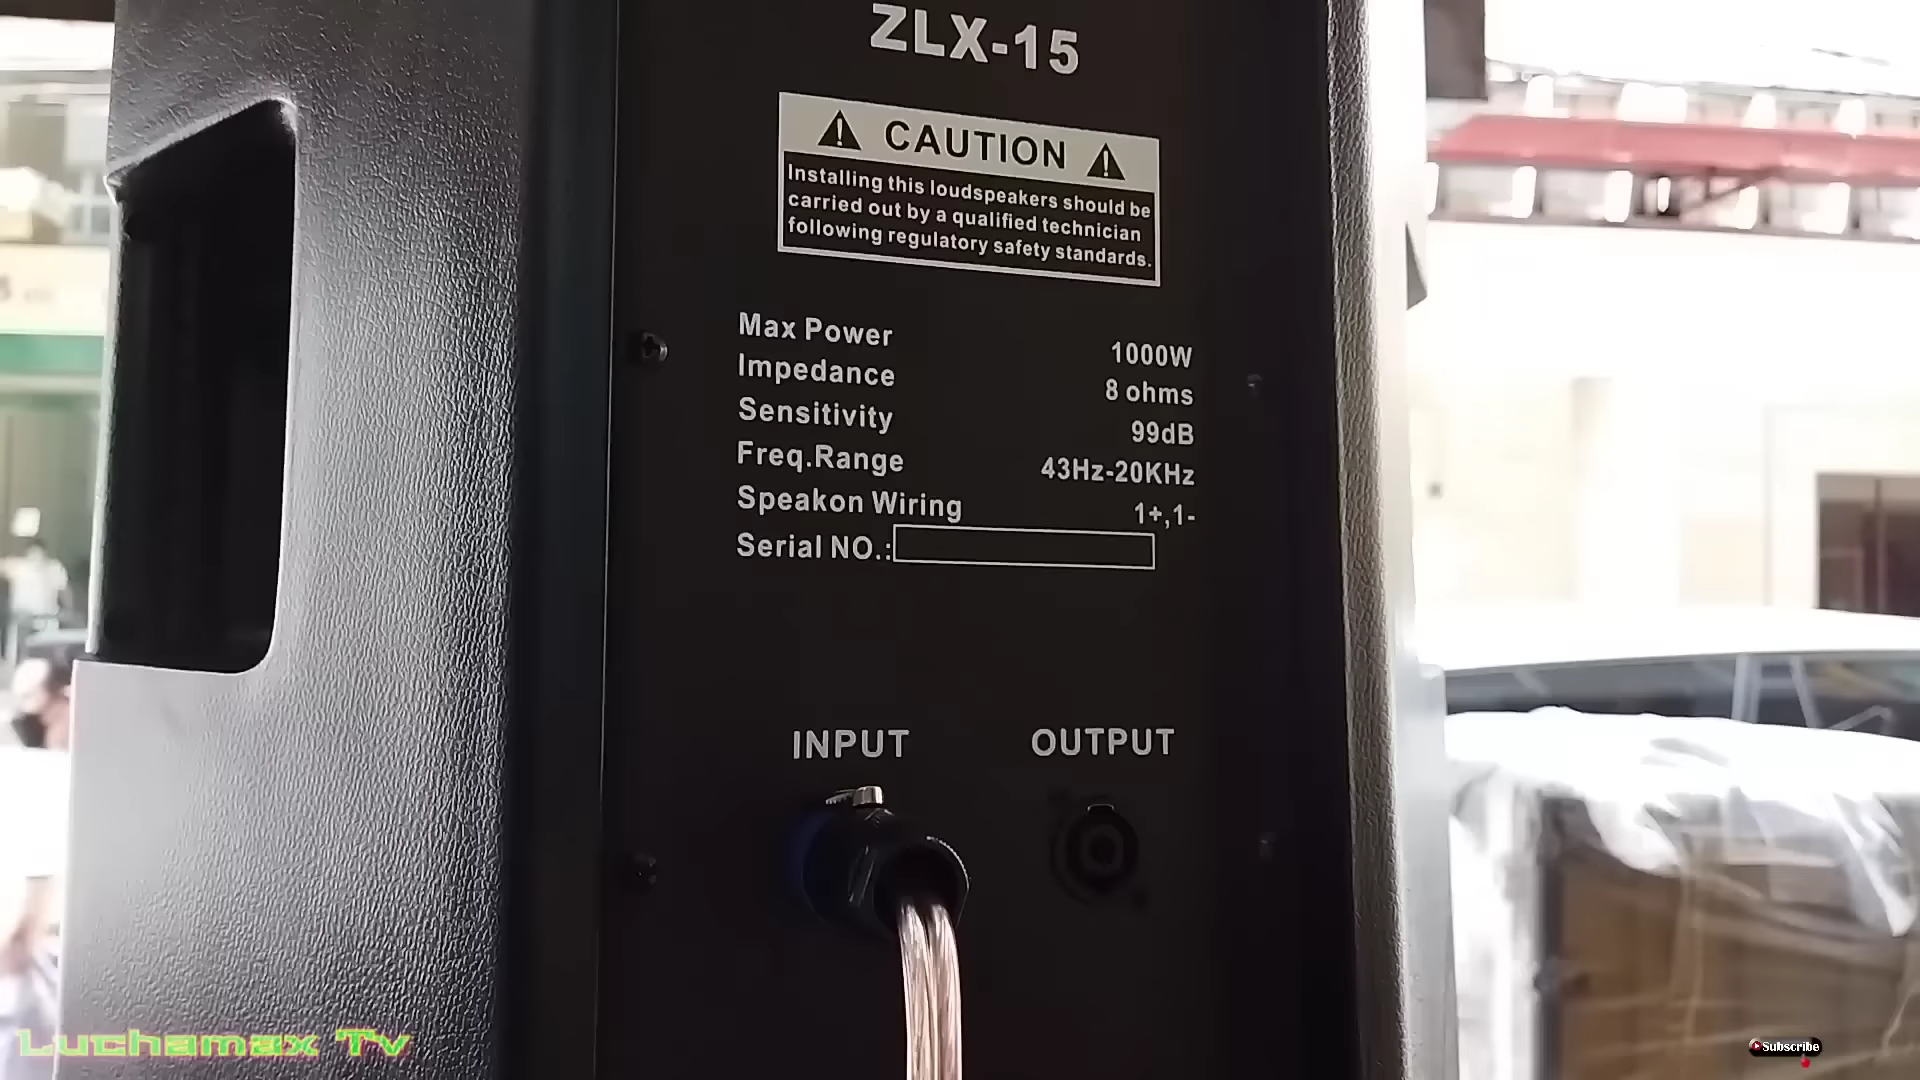 ZLX-15
CAUTION
Installing this loudspeakers should be
carried out by a qualified technician
following regulatory safety standards.
Max Power 1000W
Impedance 8 ohms
Sensitivity 99dB
Freq.Range 43Hz-20KHz
Speakon Wiring 1+,1-
Serial NO.:
INPUT OUTPUT
Luchamax Tv
Subscribe